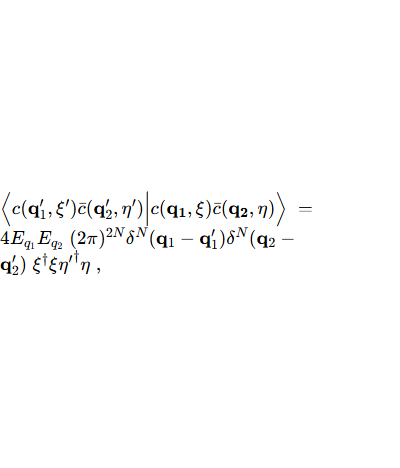 ⟨c(𝐪′₁, ξ′)c̄(𝐪′₂, η′)|c(𝐪₁, ξ)c̄(𝐪₂, η)⟩ =
4E_{q₁}E_{q₂} (2π)^{2N}δ^N(𝐪₁ − 𝐪′₁)δ^N(𝐪₂ −
𝐪′₂) ξ^†ξη′^†η ,